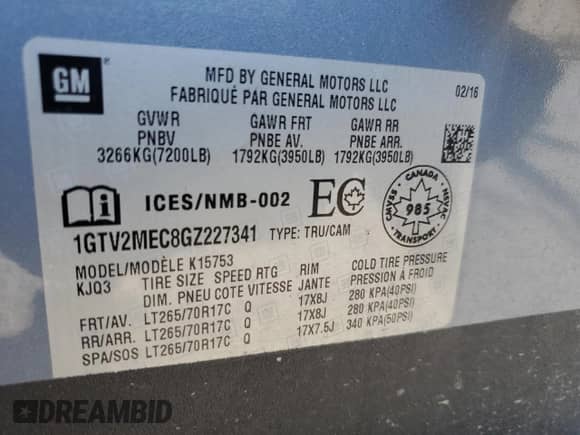 GM
MFD BY GENERAL MOTORS LLC
FABRIQUÉ PAR GENERAL MOTORS LLC
02/16
GVWR GAWR FRT GAWR RR
PNBV PNBE AV. PNBE ARR.
3266KG(7200LB) 1792KG(3950LB) 1792KG(3950LB)
ICES/NMB-002 EC
CANADA
985
CMVSS NSVAC
1GTV2MEC8GZ227341 TYPE: TRU/CAM
MODEL/MODÈLE K15753
KJQ3 TIRE SIZE SPEED RTG RIM COLD TIRE PRESSURE
DIM. PNEU COTE VITESSE JANTE PRESSION A FROID
FRT/AV. LT265/70R17C Q 17X8J 280 KPA(40PSI)
RR/ARR. LT265/70R17C Q 17X8J 280 KPA(40PSI)
SPA/SOS LT265/70R17C Q 17X7.5J 340 KPA(50PSI)
DREAMBID